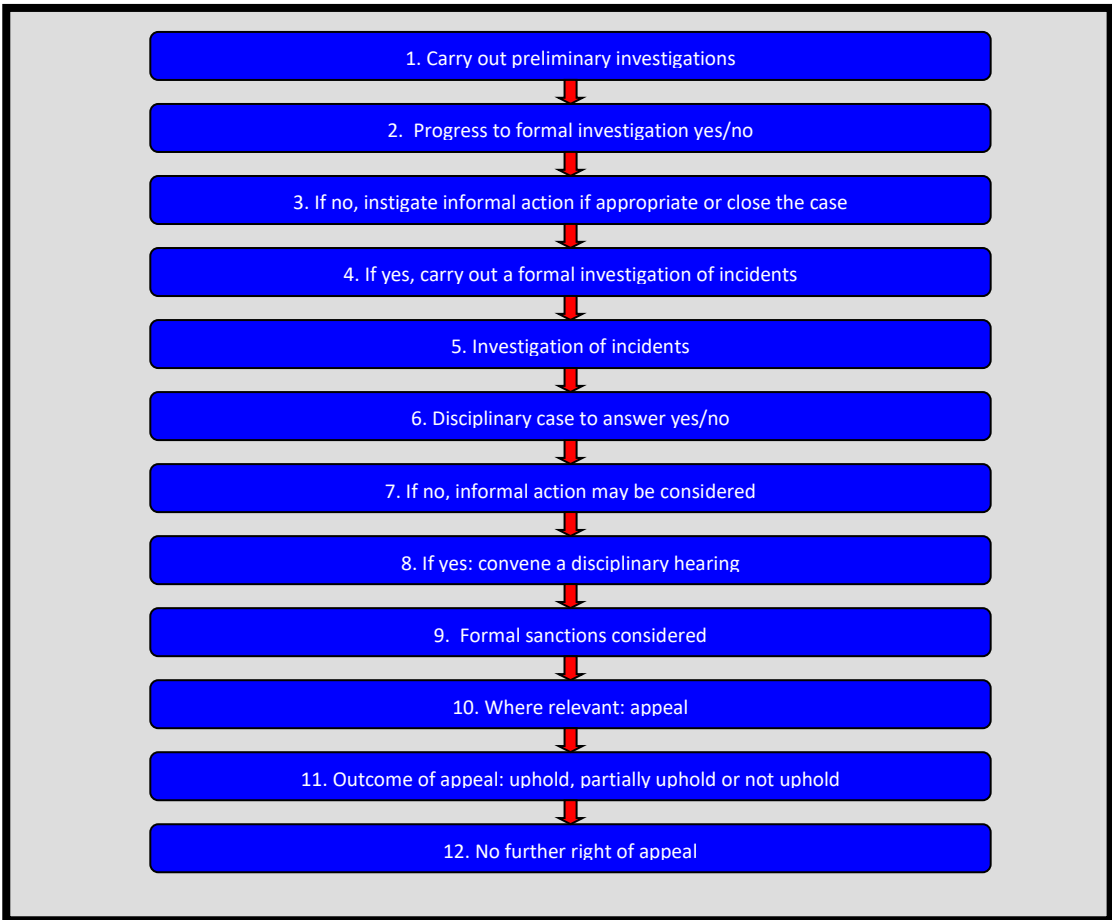 1. Carry out preliminary investigations
2. Progress to formal investigation yes/no
3. If no, instigate informal action if appropriate or close the case
4. If yes, carry out a formal investigation of incidents
5. Investigation of incidents
6. Disciplinary case to answer yes/no
7. If no, informal action may be considered
8. If yes: convene a disciplinary hearing
9. Formal sanctions considered
10. Where relevant: appeal
11. Outcome of appeal: uphold, partially uphold or not uphold
12. No further right of appeal